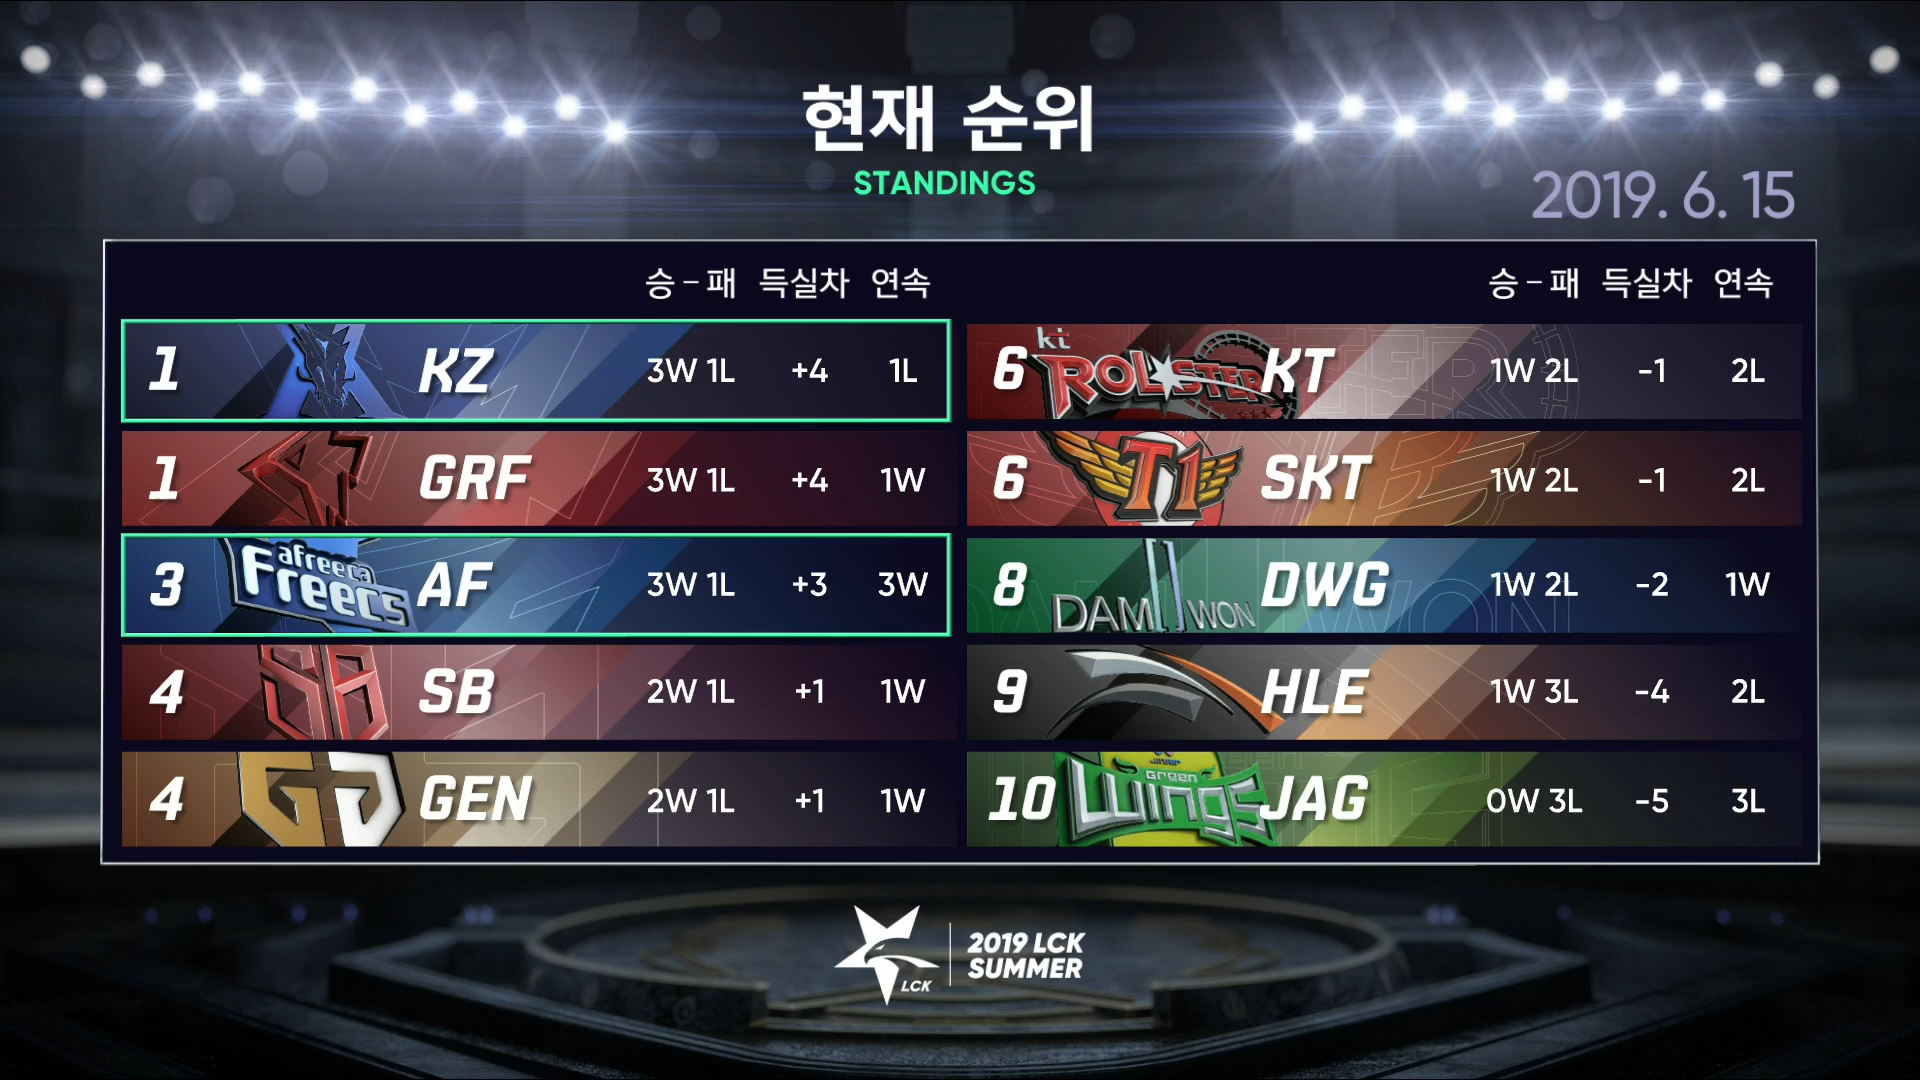 현재 순위
STANDINGS
2019. 6. 15
승 – 패 득실차 연속
1 KZ 3W 1L +4 1L
1 GRF 3W 1L +4 1W
3 afreeca Freecs AF 3W 1L +3 3W
4 SB 2W 1L +1 1W
4 GEN 2W 1L +1 1W
승 – 패 득실차 연속
6 kt ROLSTER KT 1W 2L -1 2L
6 T1 SKT 1W 2L -1 2L
8 DAMWON DWG 1W 2L -2 1W
9 HLE 1W 3L -4 2L
10 JINAIR Green Wings JAG 0W 3L -5 3L
LCK
2019 LCK
SUMMER